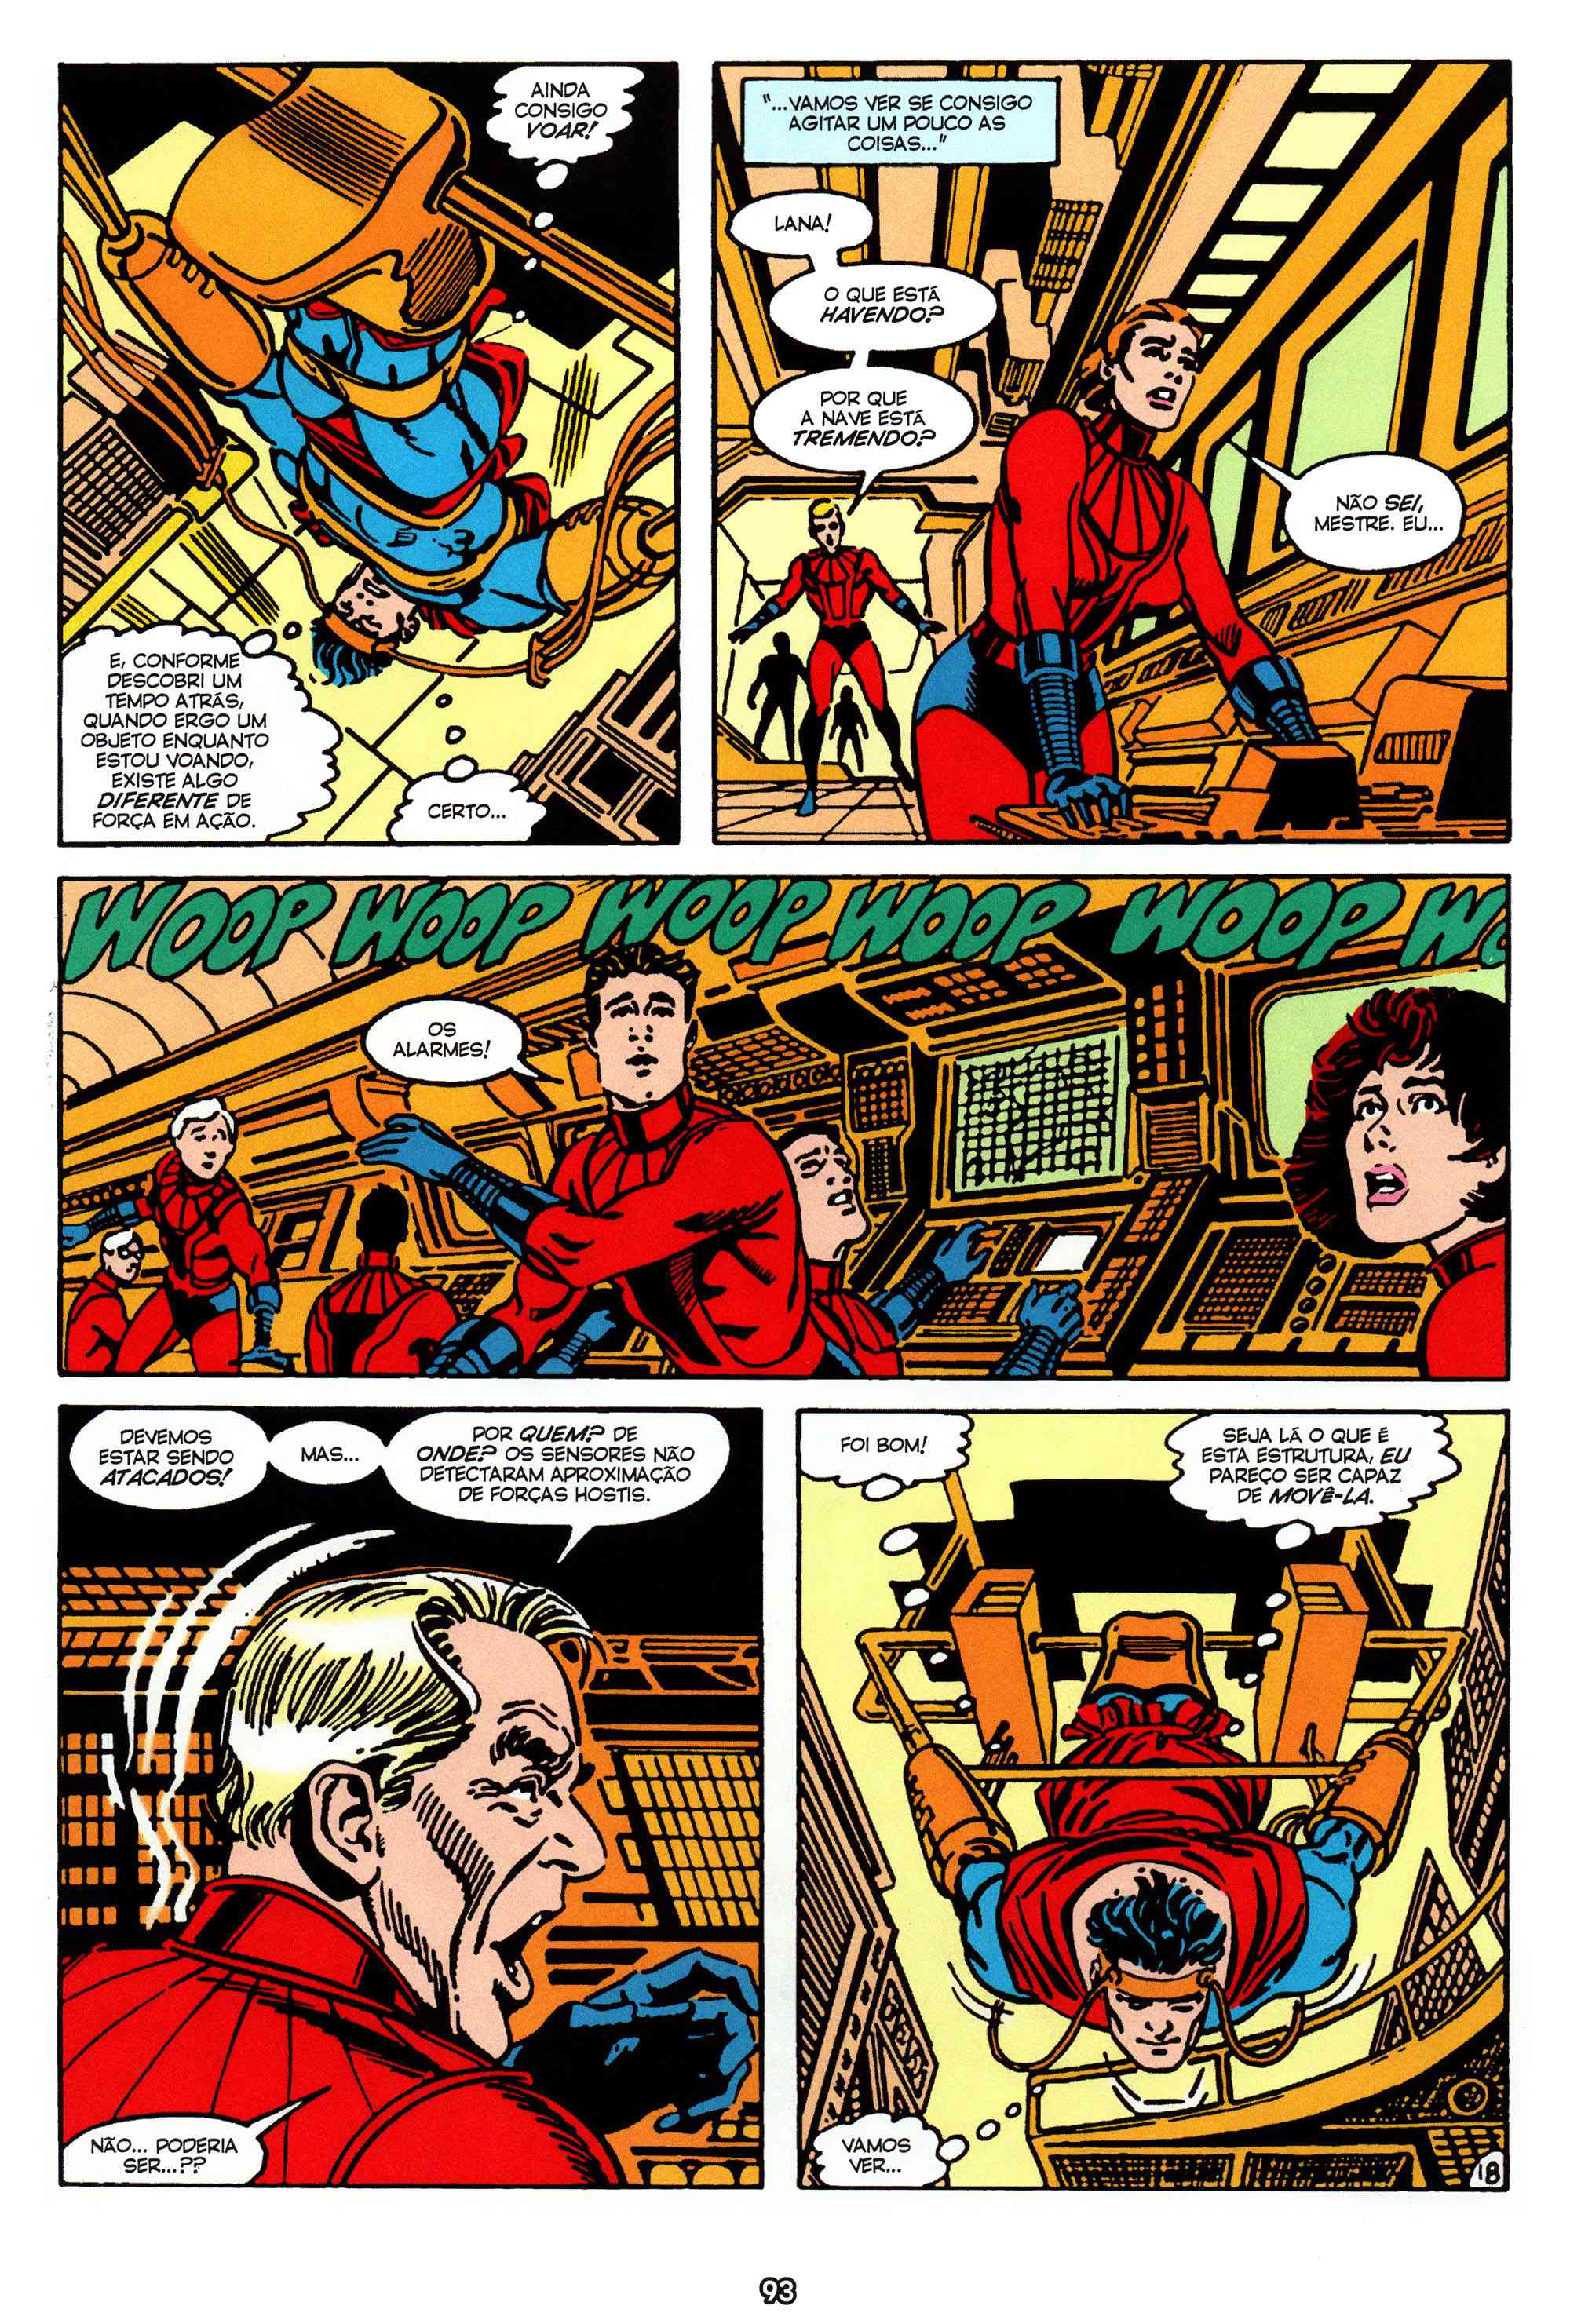 AINDA
CONSIGO
VOAR!
E, CONFORME
DESCOBRI UM
TEMPO ATRÁS,
QUANDO ERGO UM
OBJETO ENQUANTO
ESTOU VOANDO,
EXISTE ALGO
DIFERENTE DE
FORÇA EM AÇÃO.
CERTO...
"...VAMOS VER SE CONSIGO
AGITAR UM POUCO AS
COISAS..."
LANA!
O QUE ESTÁ
HAVENDO?
POR QUE
A NAVE ESTÁ
TREMENDO?
NÃO SEI,
MESTRE. EU...
WOOP WOOP WOOP WOOP WOOP WO
OS
ALARMES!
DEVEMOS
ESTAR SENDO
ATACADOS!
MAS...
POR QUEM? DE
ONDE? OS SENSORES NÃO
DETECTARAM APROXIMAÇÃO
DE FORÇAS HOSTIS.
NÃO... PODERIA
SER...??
FOI BOM!
SEJA LÁ O QUE É
ESTA ESTRUTURA, EU
PAREÇO SER CAPAZ
DE MOVÊ-LA.
VAMOS
VER...
18
93